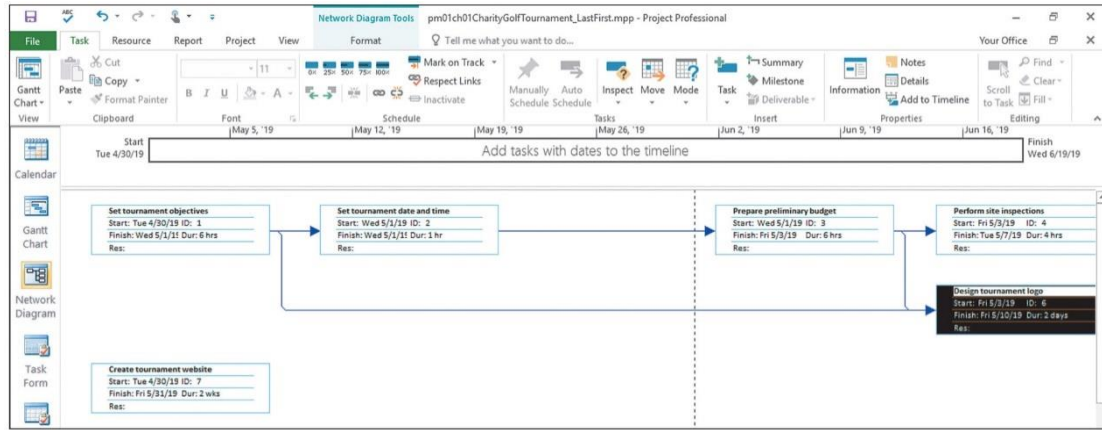 ABC
Network Diagram Tools pm01ch01CharityGolfTournament_LastFirst.mpp - Project Professional
File Task Resource Report Project View Format Tell me what you want to do... Your Office
Gantt Chart
View
Paste
Cut
Copy
Format Painter
Clipboard
11
B I U A
Font
0% 25% 50% 75% 100%
Mark on Track
Respect Links
Inactivate
Schedule
Manually Schedule
Auto Schedule
Inspect Move Mode
Tasks
Task
Summary
Milestone
Deliverable
Insert
Information
Notes
Details
Add to Timeline
Properties
Scroll to Task
Find
Clear
Fill
Editing
May 5, '19 May 12, '19 May 19, '19 May 26, '19 Jun 2, '19 Jun 9, '19 Jun 16, '19
Start
Tue 4/30/19
Add tasks with dates to the timeline
Finish
Wed 6/19/19
Calendar
Gantt Chart
Network Diagram
Task Form
Set tournament objectives
Start: Tue 4/30/19 ID: 1
Finish: Wed 5/1/1 Dur: 6 hrs
Res:
Set tournament date and time
Start: Wed 5/1/19 ID: 2
Finish: Wed 5/1/1 Dur: 1 hr
Res:
Prepare preliminary budget
Start: Wed 5/1/19 ID: 3
Finish: Fri 5/3/19 Dur: 6 hrs
Res:
Perform site inspections
Start: Fri 5/3/19 ID: 4
Finish: Tue 5/7/19 Dur: 4 hrs
Res:
Design tournament logo
Start: Fri 5/3/19 ID: 6
Finish: Fri 5/10/19 Dur: 2 days
Res:
Create tournament website
Start: Tue 4/30/19 ID: 7
Finish: Fri 5/31/19 Dur: 2 wks
Res: